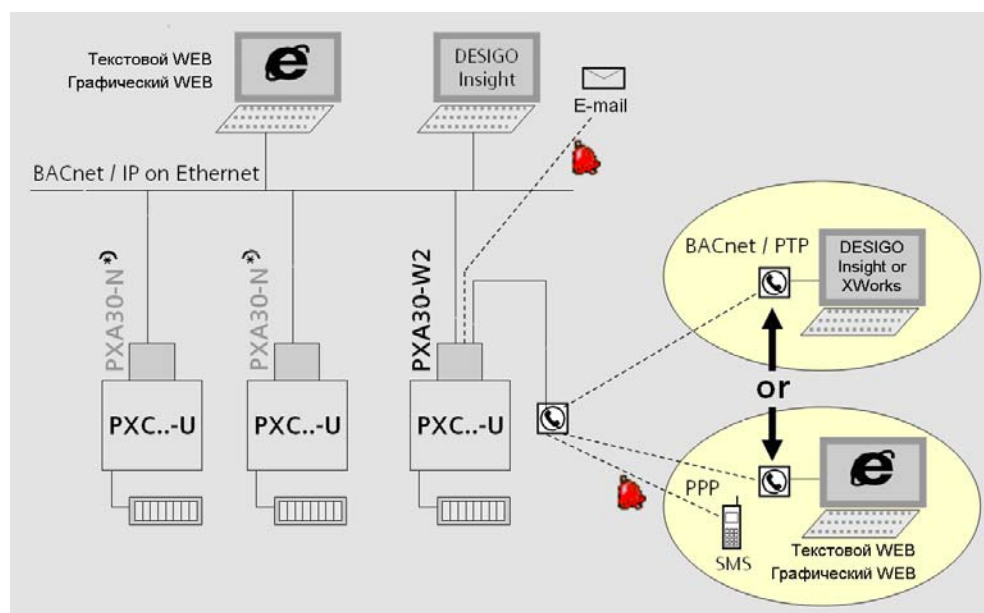 Текстовой WEB
Графический WEB
e
DESIGO
Insight
E-mail
BACnet / IP on Ethernet
PXA30-N(*)
PXA30-N(*)
PXA30-W2
BACnet / PTP
DESIGO
Insight or
XWorks
or
PXC..-U
PXC..-U
PXC..-U
PPP
e
SMS
Текстовой WEB
Графический WEB